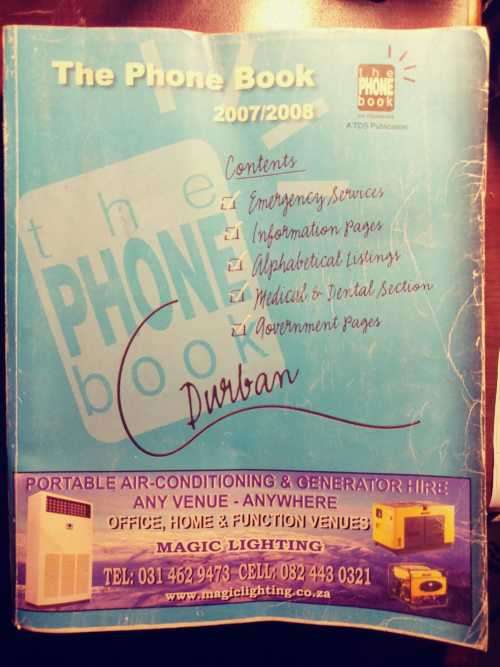 The Phone Book
2007/2008
the
PHONE
book
A TDS Publication
Contents
Emergency Services
Information Pages
Alphabetical Listings
Medical & Dental Section
Government Pages
the
PHONE
book
Durban
PORTABLE AIR-CONDITIONING & GENERATOR HIRE
ANY VENUE - ANYWHERE
OFFICE, HOME & FUNCTION VENUES
MAGIC LIGHTING
TEL: 031 462 9473 CELL: 082 443 0321
www.magiclighting.co.za